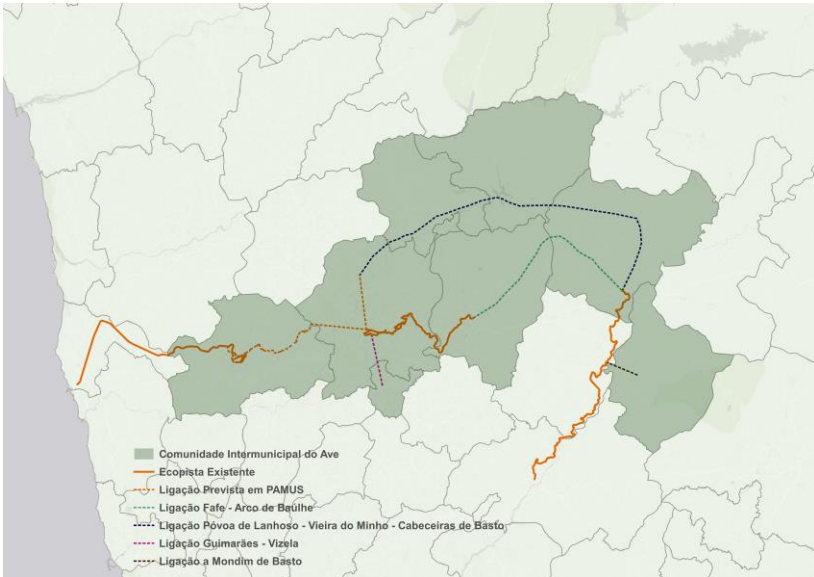 Comunidade Intermunicipal do Ave
Ecopista Existente
Ligação Prevista em PAMUS
Ligação Fafe - Arco de Baúlhe
Ligação Póvoa de Lanhoso - Vieira do Minho - Cabeceiras de Basto
Ligação Guimarães - Vizela
Ligação a Mondim de Basto